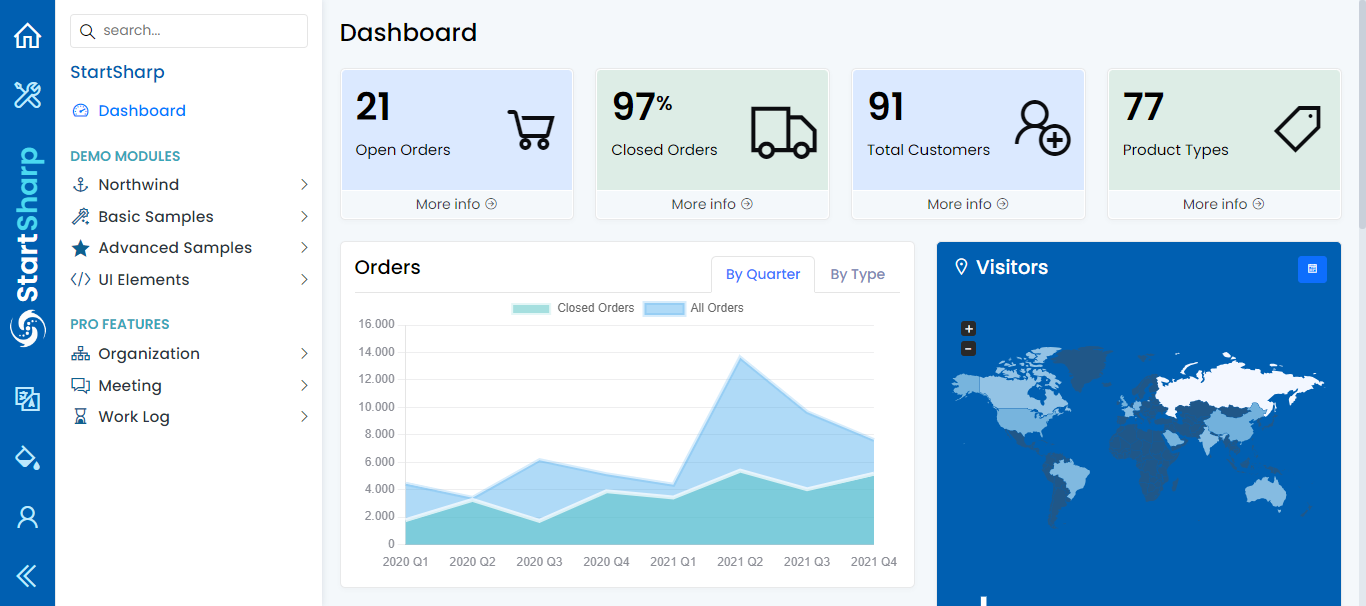 StartSharp
search...
StartSharp
Dashboard
DEMO MODULES
Northwind
Basic Samples
Advanced Samples
UI Elements
PRO FEATURES
Organization
Meeting
Work Log
Dashboard
21
Open Orders
More info
97%
Closed Orders
More info
91
Total Customers
More info
77
Product Types
More info
Orders
By Quarter
By Type
Closed Orders
All Orders
16.000
14.000
12.000
10.000
8.000
6.000
4.000
2.000
0
2020 Q1
2020 Q2
2020 Q3
2020 Q4
2021 Q1
2021 Q2
2021 Q3
2021 Q4
Visitors
+
−